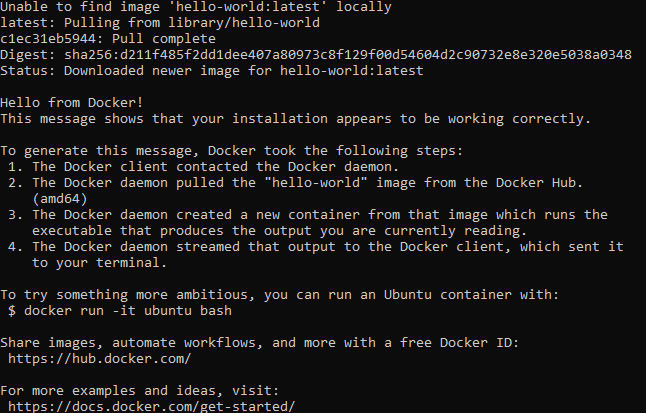 Unable to find image 'hello-world:latest' locally
latest: Pulling from library/hello-world
c1ec31eb5944: Pull complete
Digest: sha256:d211f485f2dd1dee407a80973c8f129f00d54604d2c90732e8e320e5038a0348
Status: Downloaded newer image for hello-world:latest

Hello from Docker!
This message shows that your installation appears to be working correctly.

To generate this message, Docker took the following steps:
 1. The Docker client contacted the Docker daemon.
 2. The Docker daemon pulled the "hello-world" image from the Docker Hub.
    (amd64)
 3. The Docker daemon created a new container from that image which runs the
    executable that produces the output you are currently reading.
 4. The Docker daemon streamed that output to the Docker client, which sent it
    to your terminal.

To try something more ambitious, you can run an Ubuntu container with:
 $ docker run -it ubuntu bash

Share images, automate workflows, and more with a free Docker ID:
 https://hub.docker.com/

For more examples and ideas, visit:
 https://docs.docker.com/get-started/